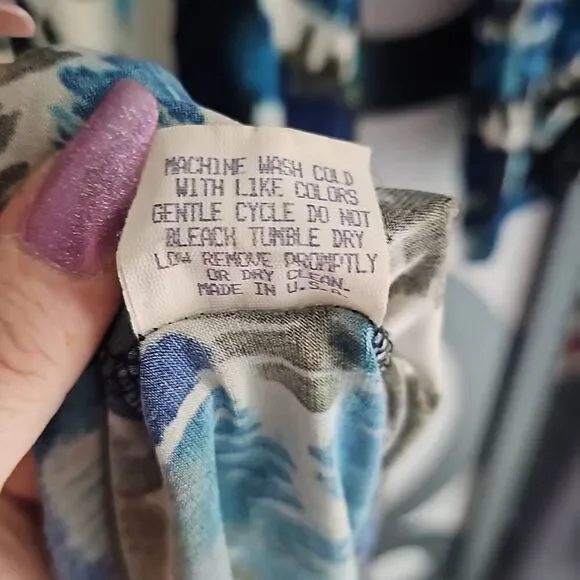 MACHINE WASH COLD
WITH LIKE COLORS
GENTLE CYCLE DO NOT
BLEACH TUMBLE DRY
LOW REMOVE PROMPTLY
OR DRY CLEAN.
MADE IN U.S.A.